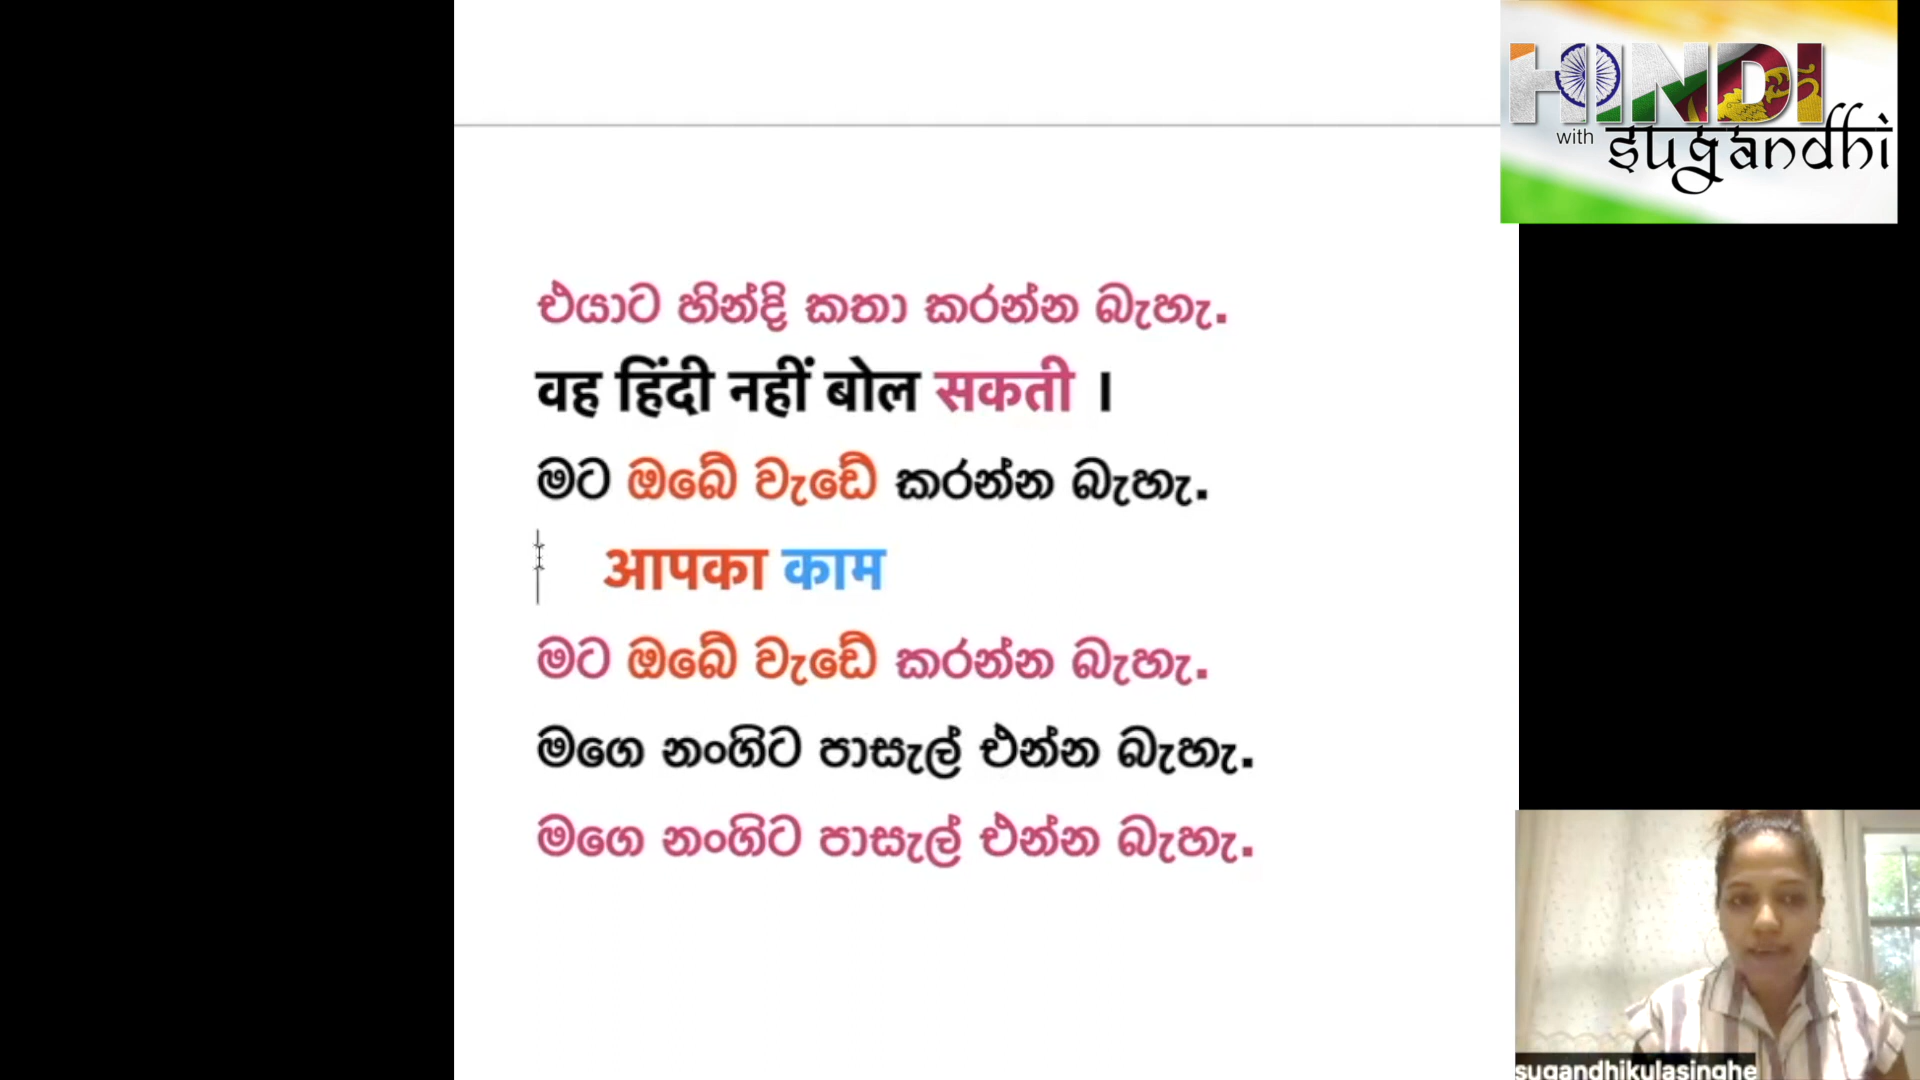 HINDI
with
sugandhi
එයාට හින්දි කතා කරන්න බැහැ.
वह हिंदी नहीं बोल सकती ।
මට ඔබේ වැඩේ කරන්න බැහැ.
आपका काम
මට ඔබේ වැඩේ කරන්න බැහැ.
මගෙ නංගිට පාසැල් එන්න බැහැ.
මගෙ නංගිට පාසැල් එන්න බැහැ.
sugandhikulasinghe